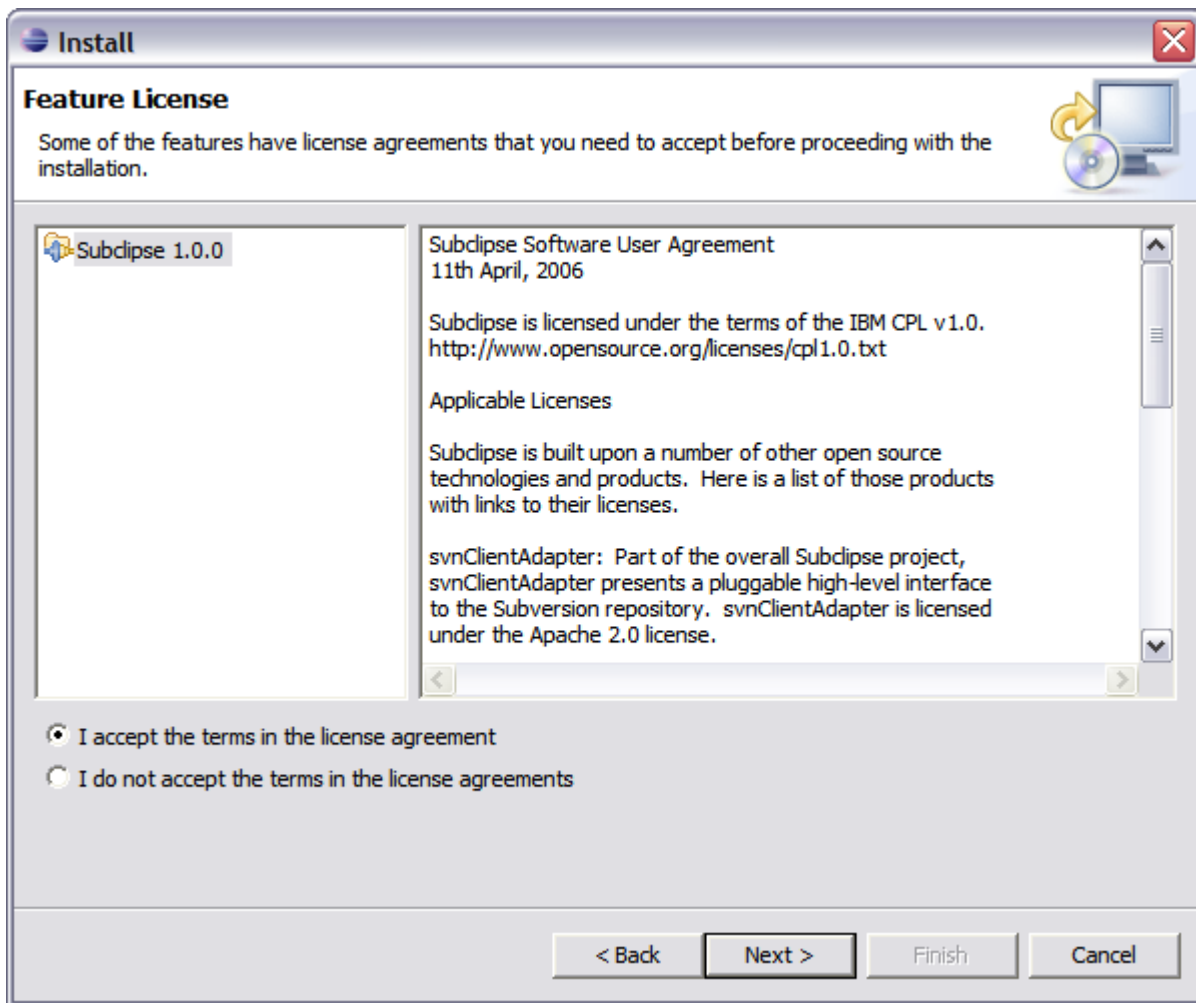 Install
Feature License
Some of the features have license agreements that you need to accept before proceeding with the
installation.
Subclipse 1.0.0
Subclipse Software User Agreement
11th April, 2006
Subclipse is licensed under the terms of the IBM CPL v1.0.
http://www.opensource.org/licenses/cpl1.0.txt
Applicable Licenses
Subclipse is built upon a number of other open source
technologies and products.  Here is a list of those products
with links to their licenses.
svnClientAdapter:  Part of the overall Subclipse project,
svnClientAdapter presents a pluggable high-level interface
to the Subversion repository.  svnClientAdapter is licensed
under the Apache 2.0 license.
I accept the terms in the license agreement
I do not accept the terms in the license agreements
< Back Next > Finish Cancel